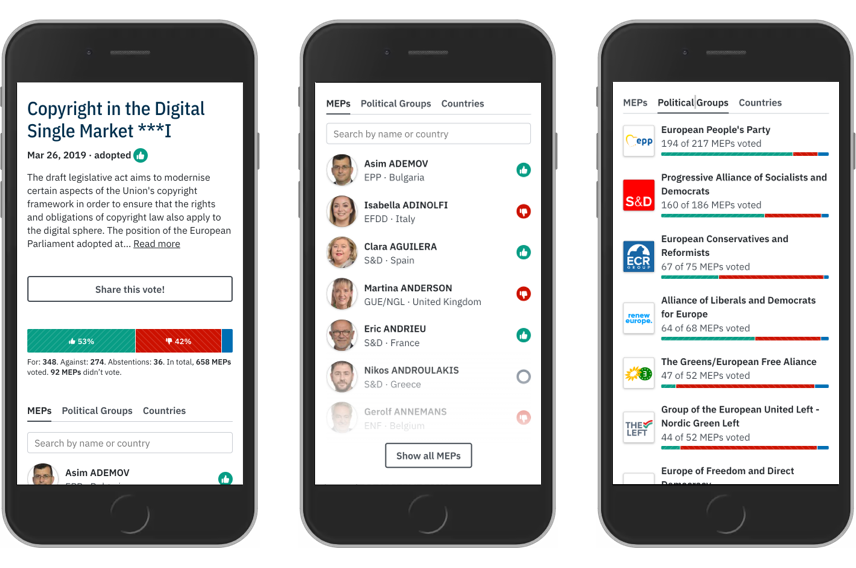 Copyright in the Digital
Single Market ***I
Mar 26, 2019 · adopted
The draft legislative act aims to modernise
certain aspects of the Union's copyright
framework in order to ensure that the rights
and obligations of copyright law also apply to
the digital sphere. The position of the European
Parliament adopted at... Read more
Share this vote!
53%
42%
For: 348. Against: 274. Abstentions: 36. In total, 658 MEPs
voted. 92 MEPs didn't vote.
MEPs Political Groups Countries
Search by name or country
Asim ADEMOV
MEPs Political Groups Countries
Search by name or country
Asim ADEMOV
EPP · Bulgaria
Isabella ADINOLFI
EFDD · Italy
Clara AGUILERA
S&D · Spain
Martina ANDERSON
GUE/NGL · United Kingdom
Eric ANDRIEU
S&D · France
Nikos ANDROULAKIS
S&D · Greece
Gerolf ANNEMANS
ENF · Belgium
Show all MEPs
MEPs Political Groups Countries
epp
European People's Party
194 of 217 MEPs voted
S&D
Progressive Alliance of Socialists and
Democrats
160 of 186 MEPs voted
ECR
GROUP
European Conservatives and
Reformists
67 of 75 MEPs voted
renew
europe.
Alliance of Liberals and Democrats
for Europe
64 of 68 MEPs voted
The Greens/European Free Aliance
47 of 52 MEPs voted
THE
LEFT
Group of the European United Left -
Nordic Green Left
44 of 52 MEPs voted
Europe of Freedom and Direct
Democracy